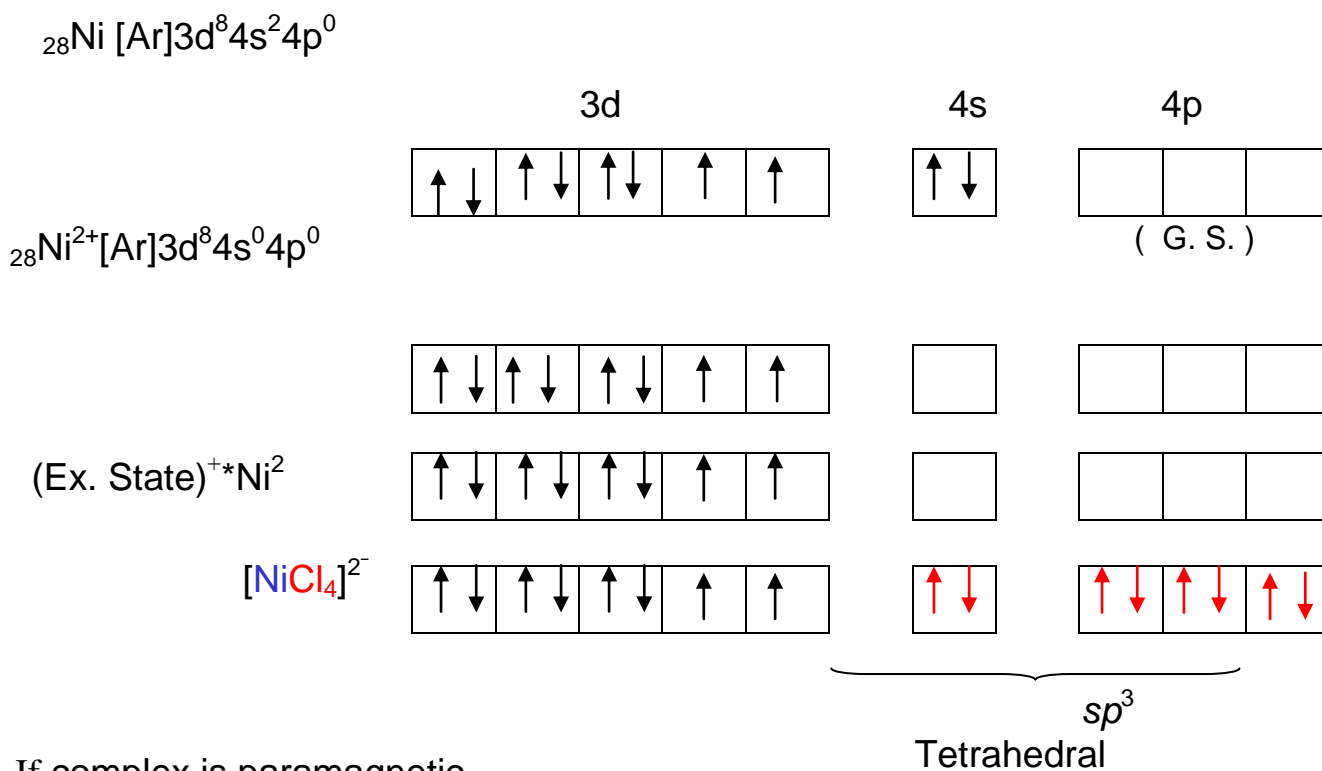 ₂₈Ni [Ar]3d⁸4s²4p⁰
3d 4s 4p
( G. S. )
₂₈Ni²⁺[Ar]3d⁸4s⁰4p⁰
(Ex. State)⁺*Ni²
[NiCl₄]²⁻
sp³
Tetrahedral
If complex is paramagnetic